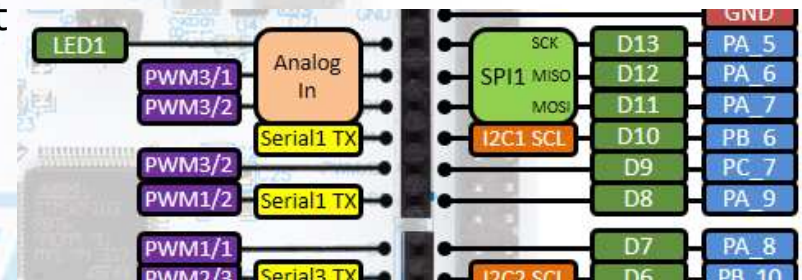 GND
LED1 SCK D13 PA_5
PWM3/1 Analog In SPI1 MISO D12 PA_6
PWM3/2 MOSI D11 PA_7
Serial1 TX I2C1 SCL D10 PB_6
PWM3/2 D9 PC_7
PWM1/2 Serial1 TX D8 PA_9
PWM1/1 D7 PA_8
PWM2/3 Serial3 TX I2C2 SCL D6 PB_10